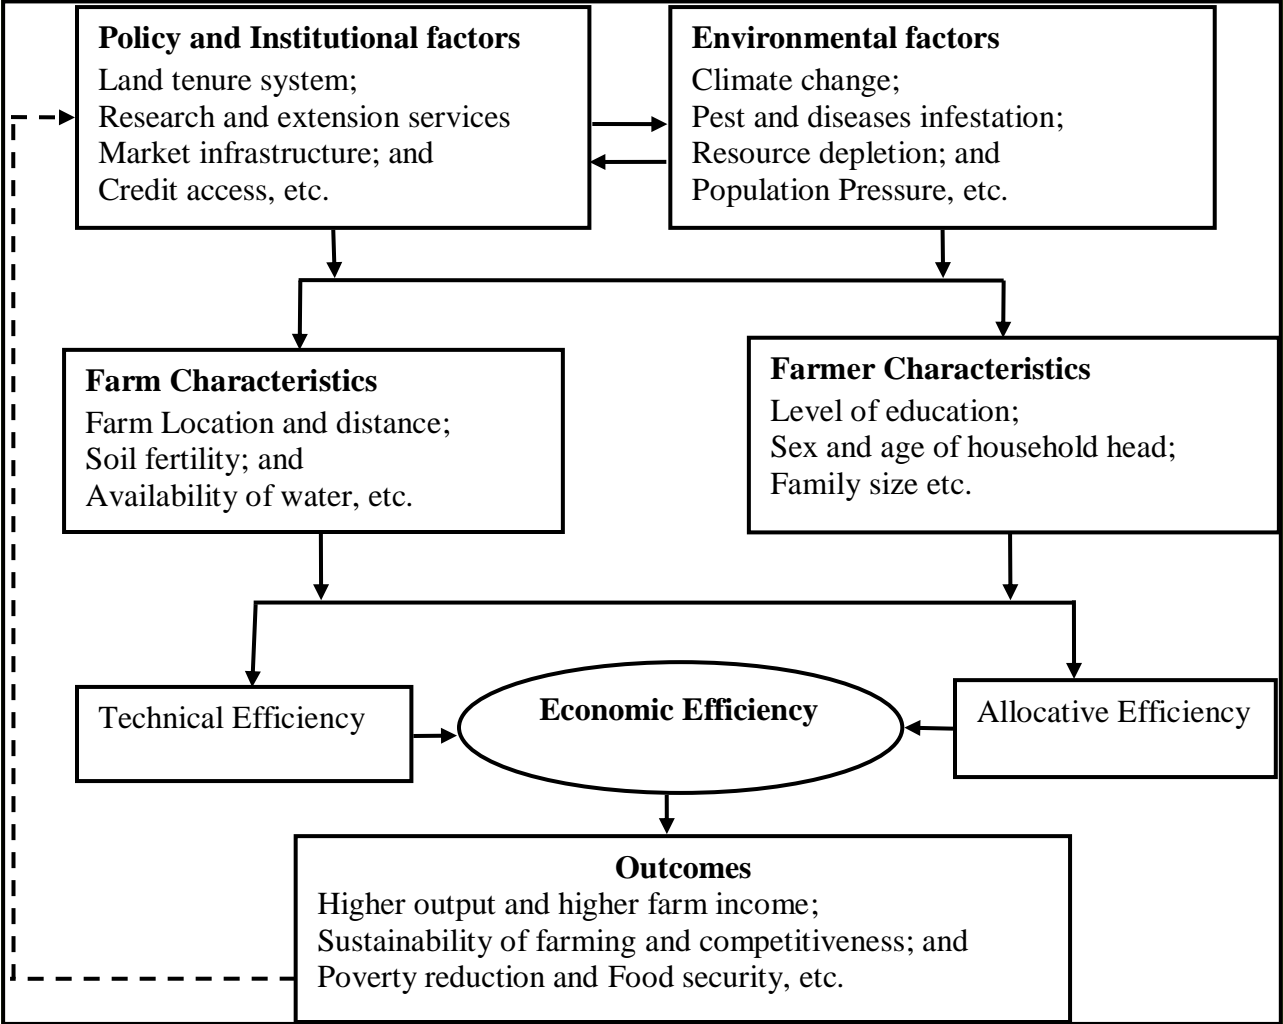 Policy and Institutional factors
Land tenure system;
Research and extension services
Market infrastructure; and
Credit access, etc.
Environmental factors
Climate change;
Pest and diseases infestation;
Resource depletion; and
Population Pressure, etc.
Farm Characteristics
Farm Location and distance;
Soil fertility; and
Availability of water, etc.
Farmer Characteristics
Level of education;
Sex and age of household head;
Family size etc.
Technical Efficiency
Economic Efficiency
Allocative Efficiency
Outcomes
Higher output and higher farm income;
Sustainability of farming and competitiveness; and
Poverty reduction and Food security, etc.